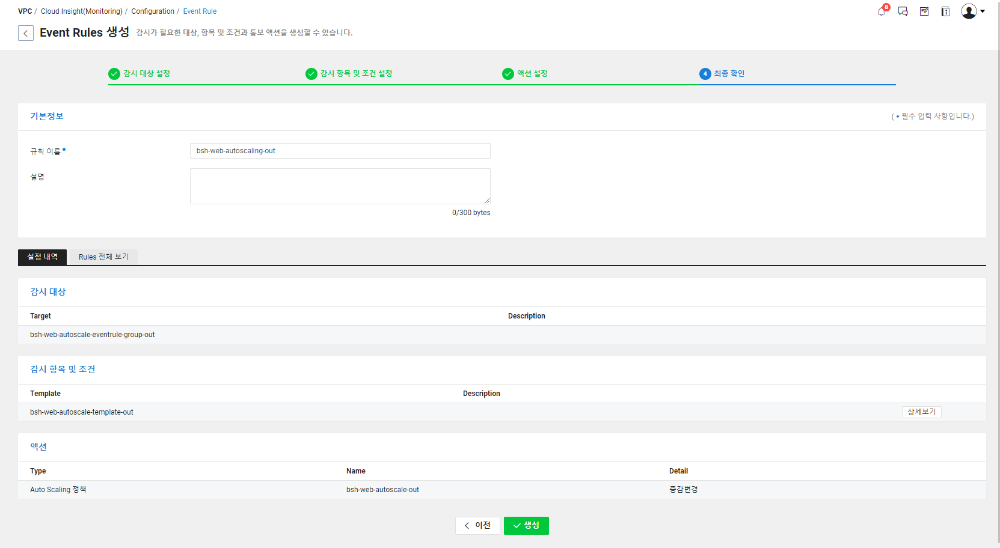 VPC / Cloud Insight(Monitoring) / Configuration / Event Rule
8
Event Rules 생성 감시가 필요한 대상, 항목 및 조건과 통보 액션을 생성할 수 있습니다.
감시 대상 설정
감시 항목 및 조건 설정
액션 설정
4 최종 확인
기본정보
( • 필수 입력 사항입니다.)
규칙 이름 •
bsh-web-autoscaling-out
설명
0/300 bytes
설정 내역
Rules 전체 보기
감시 대상
Target Description
bsh-web-autoscale-eventrule-group-out
감시 항목 및 조건
Template Description
bsh-web-autoscale-template-out 상세보기
액션
Type Name Detail
Auto Scaling 정책 bsh-web-autoscale-out 증감변경
이전
생성